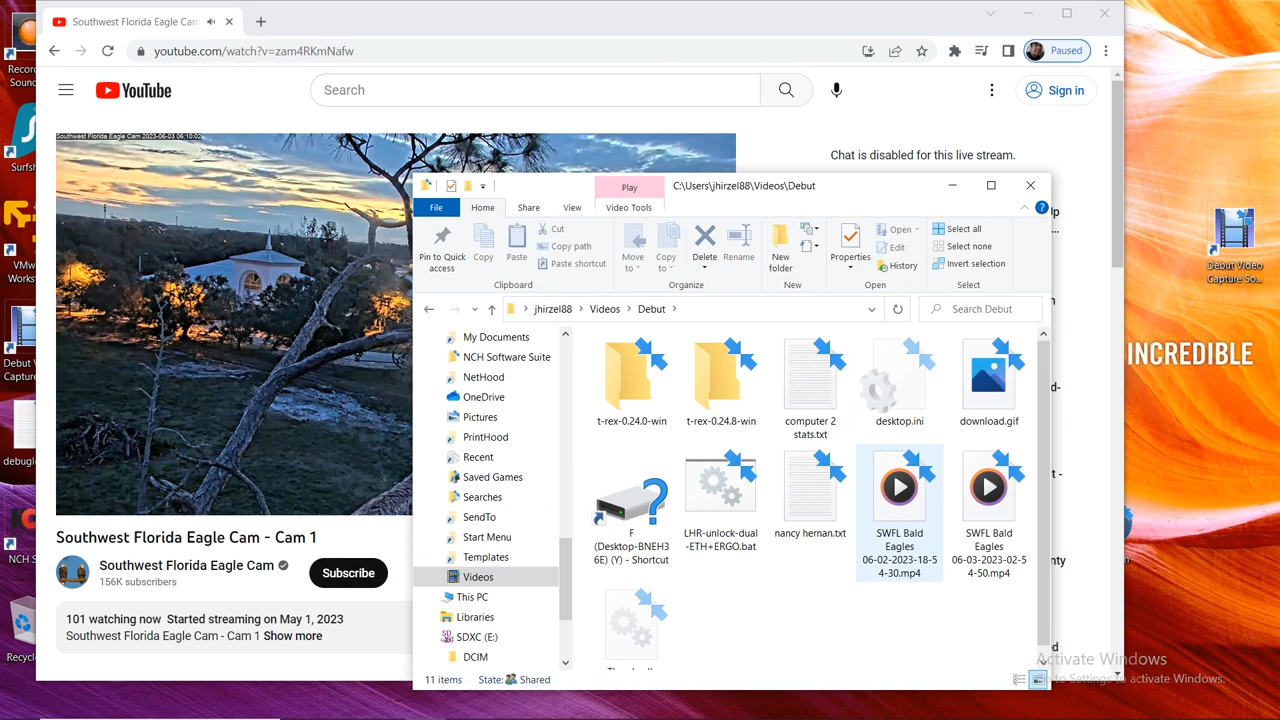 Southwest Florida Eagle Cam
youtube.com/watch?v=zam4RKmNafw
Paused
YouTube
Search
Sign in
Southwest Florida Eagle Cam 2023-06-03 06:10:02
Chat is disabled for this live stream.
Southwest Florida Eagle Cam - Cam 1
Southwest Florida Eagle Cam
156K subscribers
Subscribe
101 watching now Started streaming on May 1, 2023
Southwest Florida Eagle Cam - Cam 1 Show more
Play
C:\Users\jhirzel88\Videos\Debut
File
Home
Share
View
Video Tools
Pin to Quick
access
Copy
Paste
Cut
Copy path
Paste shortcut
Clipboard
Move
to
Copy
to
Delete
Rename
Organize
New
folder
New
Properties
Open
Edit
History
Open
Select all
Select none
Invert selection
Select
jhirzel88
Videos
Debut
Search Debut
My Documents
NCH Software Suite
NetHood
OneDrive
Pictures
PrintHood
Recent
Saved Games
Searches
SendTo
Start Menu
Templates
Videos
This PC
Libraries
SDXC (E:)
DCIM
t-rex-0.24.0-win
t-rex-0.24.8-win
computer 2
stats.txt
desktop.ini
download.gif
F
(Desktop-BNEH3
6E) (Y) - Shortcut
LHR-unlock-dual
-ETH+ERGO.bat
nancy hernan.txt
SWFL Bald
Eagles
06-02-2023-18-5
4-30.mp4
SWFL Bald
Eagles
06-03-2023-02-5
4-50.mp4
11 items
State:
Shared
Record
Soun
Surfsh
VMw
Works
Debut
Captur
debugl
NCH S
Recycl
Debut Video
Capture So...
INCREDIBLE
Activate Windows
to Settings to activate Windows.